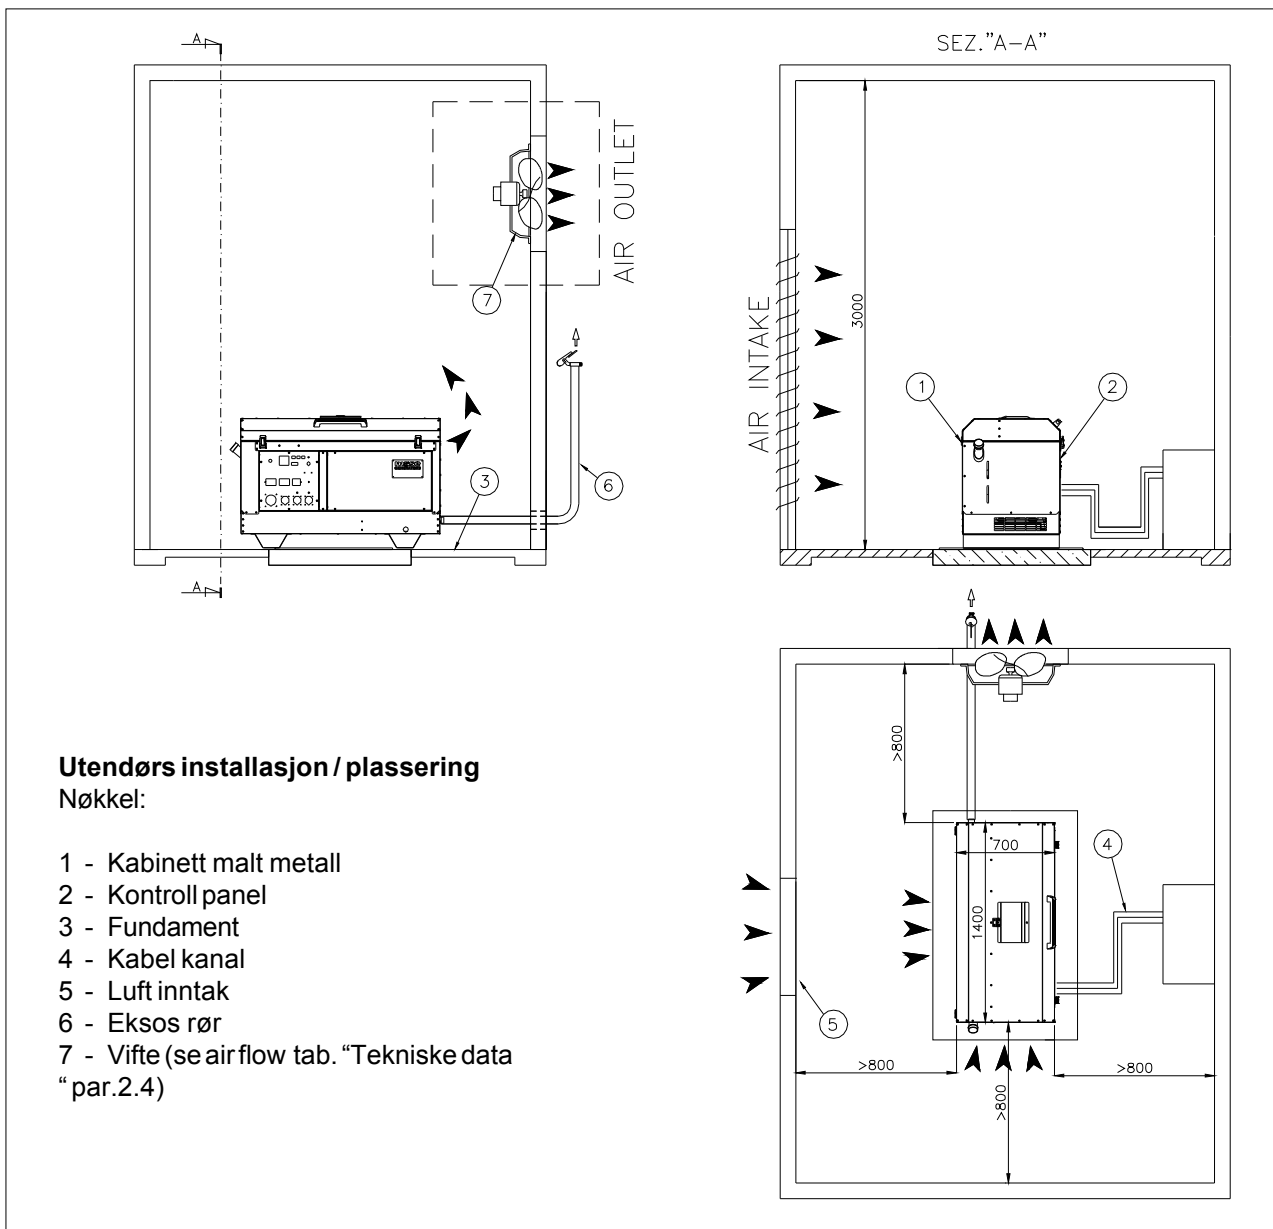 A
SEZ."A-A"
AIR OUTLET
7
3000
AIR INTAKE
1
2
3
6
A
>800
700
4
1400
5
>800
>800
>800
Utendørs installasjon / plassering
Nøkkel:
1 - Kabinett malt metall
2 - Kontroll panel
3 - Fundament
4 - Kabel kanal
5 - Luft inntak
6 - Eksos rør
7 - Vifte (se airflow tab. “Tekniske data
“ par.2.4)